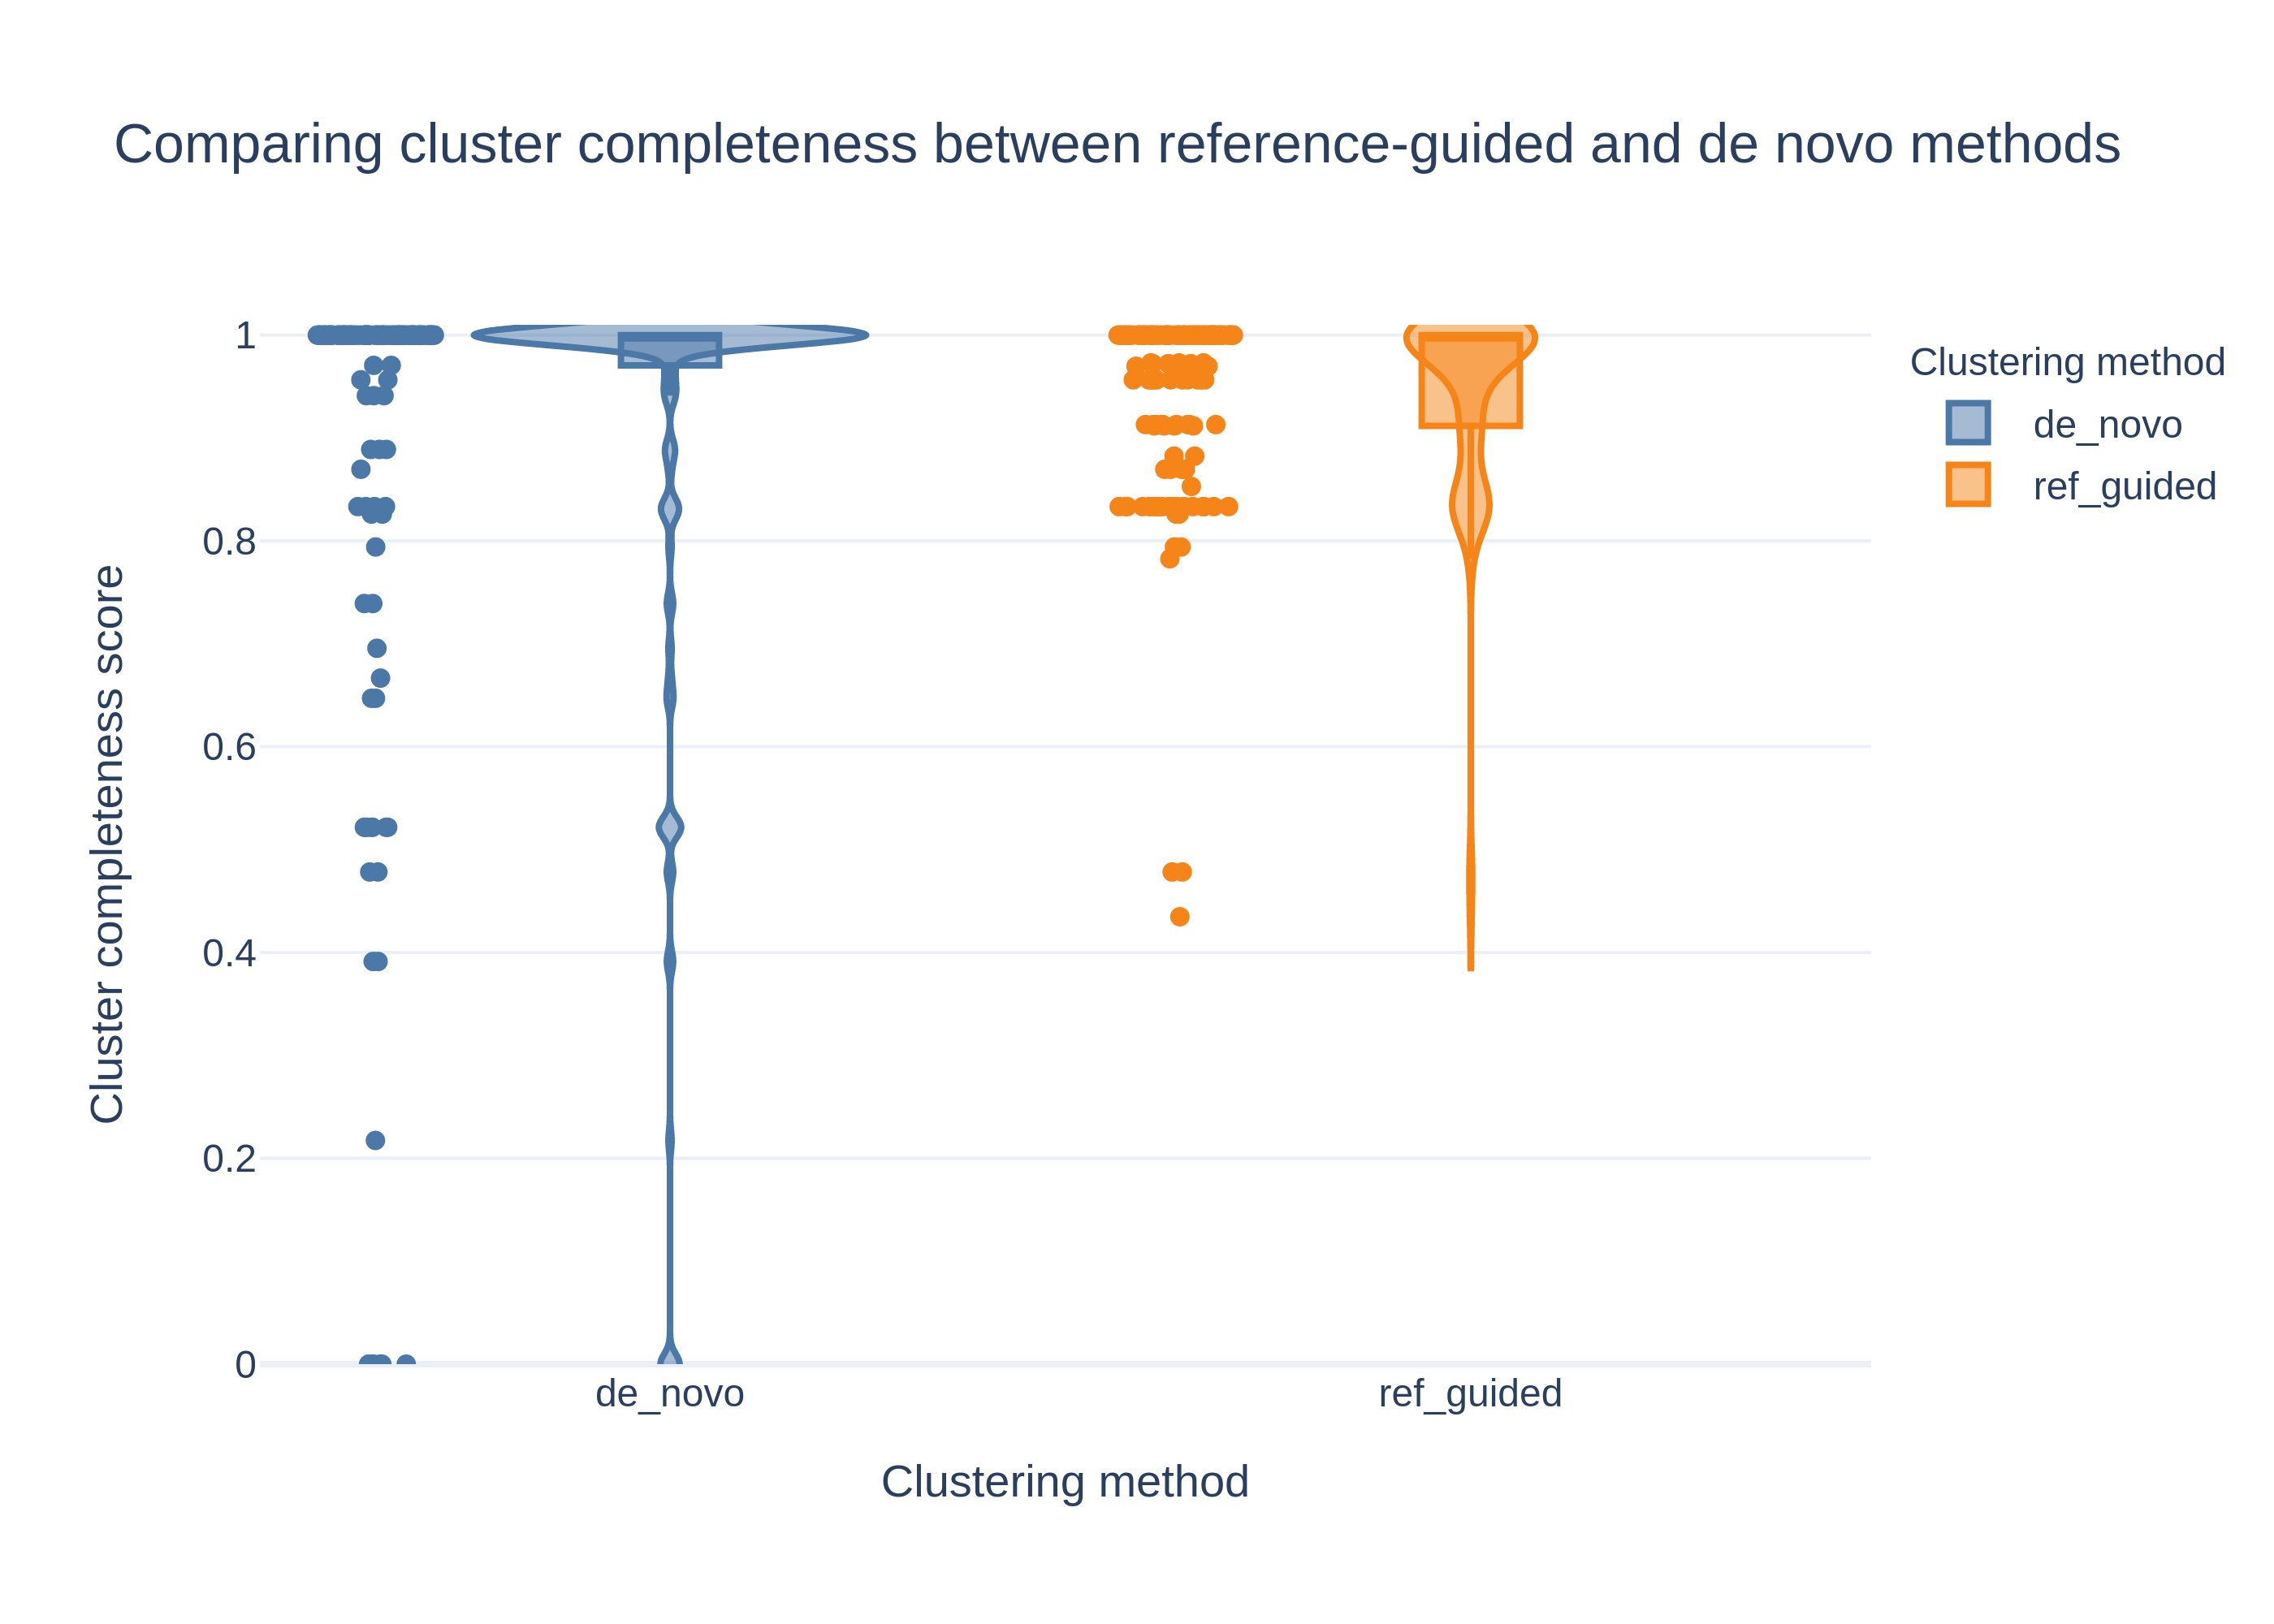 Comparing cluster completeness between reference-guided and de novo methods
Cluster completeness score
1
0.8
0.6
0.4
0.2
0
de_novo
ref_guided
Clustering method
Clustering method
de_novo
ref_guided